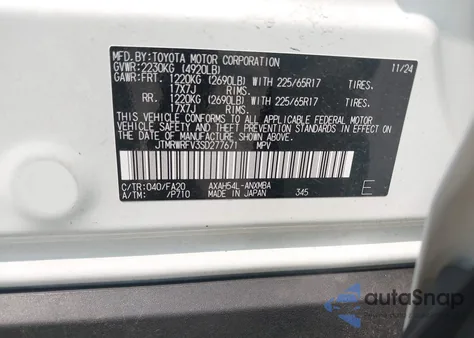 MFD.BY:TOYOTA MOTOR CORPORATION 11/24
GVWR:2230KG (4920LB)
GAWR:FRT. 1220KG (2690LB) WITH 225/65R17 TIRES.
17X7J RIMS.
RR. 1220KG (2690LB) WITH 225/65R17 TIRES.
17X7J RIMS.
THIS VEHICLE CONFORMS TO ALL APPLICABLE FEDERAL MOTOR
VEHICLE SAFETY AND THEFT PREVENTION STANDARDS IN EFFECT ON
THE DATE OF MANUFACTURE SHOWN ABOVE.
JTMRWRFV3SD277671 MPV
C/TR:040/FA20 AXAH54L-ANXMBA E
A/TM: /P710 MADE IN JAPAN 345
autoSnap